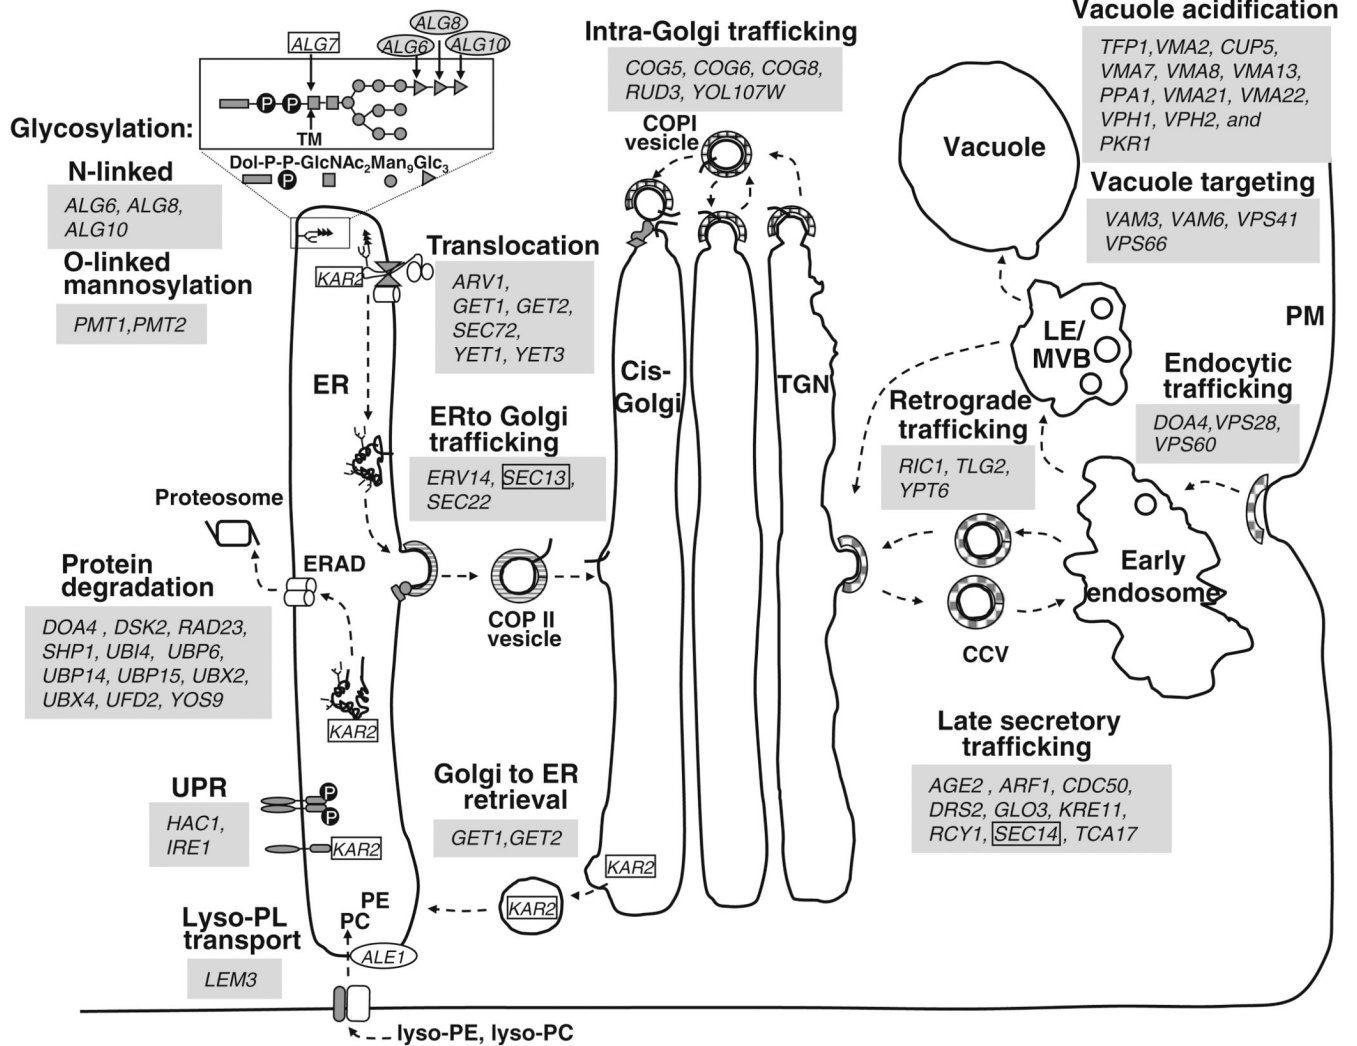 ALG8
ALG7
ALG6
ALG10
P
P
TM
Glycosylation:
Dol-P-P-GlcNAc2Man9Glc3
P
N-linked
ALG6, ALG8,
ALG10
O-linked
mannosylation
PMT1,PMT2
KAR2
Translocation
ARV1,
GET1, GET2,
SEC72,
YET1, YET3
ER
ERto Golgi
trafficking
ERV14, SEC13,
SEC22
Proteosome
ERAD
Protein
degradation
DOA4 , DSK2, RAD23,
SHP1, UBI4, UBP6,
UBP14, UBP15, UBX2,
UBX4, UFD2, YOS9
KAR2
COP II
vesicle
UPR
HAC1,
IRE1
P
P
KAR2
Golgi to ER
retrieval
GET1,GET2
KAR2
KAR2
PE
PC
ALE1
Lyso-PL
transport
LEM3
lyso-PE, lyso-PC
Intra-Golgi trafficking
COG5, COG6, COG8,
RUD3, YOL107W
COPI
vesicle
Cis-
Golgi
TGN
Vacuole
Vacuole acidification
TFP1,VMA2, CUP5,
VMA7, VMA8, VMA13,
PPA1, VMA21, VMA22,
VPH1, VPH2, and
PKR1
Vacuole targeting
VAM3, VAM6, VPS41
VPS66
PM
LE/
MVB
Endocytic
trafficking
DOA4,VPS28,
VPS60
Retrograde
trafficking
RIC1, TLG2,
YPT6
Early
endosome
CCV
Late secretory
trafficking
AGE2 , ARF1, CDC50,
DRS2, GLO3, KRE11,
RCY1, SEC14 , TCA17